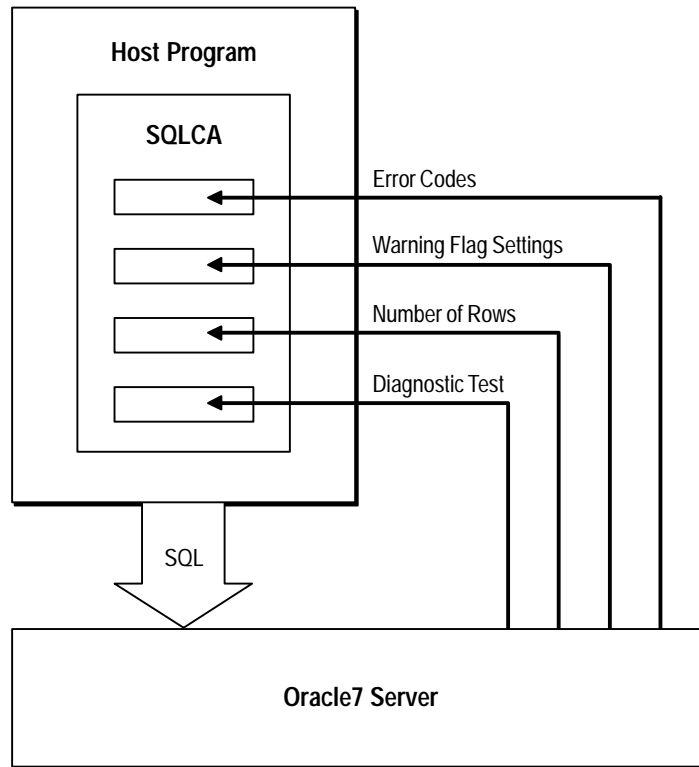 Host Program
SQLCA
Error Codes
Warning Flag Settings
Number of Rows
Diagnostic Test
SQL
Oracle7 Server